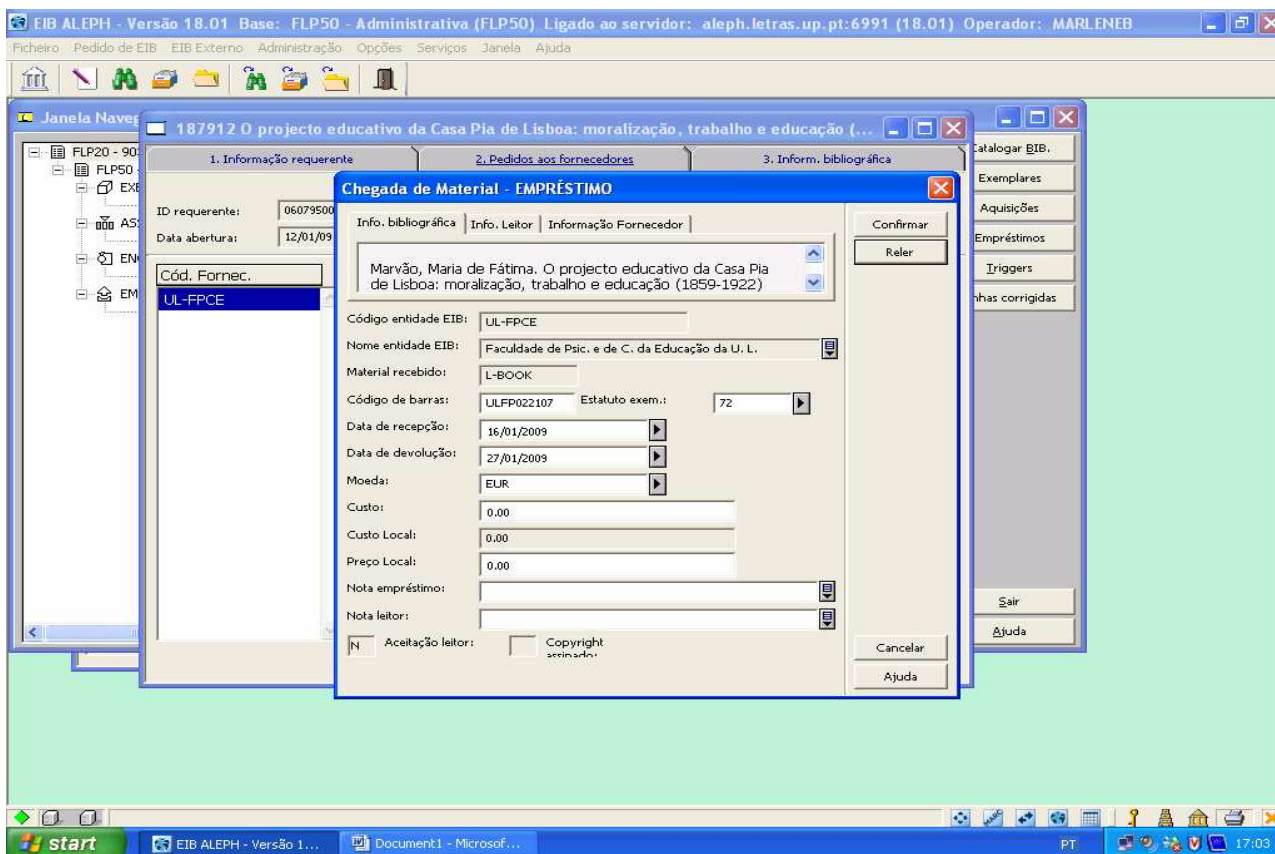 EIB ALEPH - Versão 18.01 Base: FLP50 - Administrativa (FLP50) Ligado ao servidor: aleph.letras.up.pt:6991 (18.01) Operador: MARLENEB
Ficheiro Pedido de EIB EIB Externo Administração Opções Serviços Janela Ajuda
Janela
187912 O projecto educativo da Casa Pia de Lisboa: moralização, trabalho e educação (...
FLP20 - 90
FLP50
1. Informação requerente
2. Pedidos aos fornecedores
3. Inform. bibliográfica
ID requerente: 06079500
Data abertura: 12/01/09
Cód. Fornec.
UL-FPCE
Chegada de Material - EMPRÉSTIMO
Info. bibliográfica Info. Leitor Informação Fornecedor
Marvão, Maria de Fátima. O projecto educativo da Casa Pia
de Lisboa: moralização, trabalho e educação (1859-1922)
Código entidade EIB: UL-FPCE
Nome entidade EIB: Faculdade de Psic. e de C. da Educação da U. L.
Material recebido: L-BOOK
Código de barras: ULFP022107 Estatuto exem.: 72
Data de recepção: 16/01/2009
Data de devolução: 27/01/2009
Moeda: EUR
Custo: 0.00
Custo Local: 0.00
Preço Local: 0.00
Nota empréstimo:
Nota leitor:
N Aceitação leitor: Copyright
Confirmar
Reler
Cancelar
Ajuda
Catalogar BIB.
Exemplares
Aquisições
Empréstimos
Triggers
corrigidas
Sair
Ajuda
start
EIB ALEPH - Versão 1...
Document1 - Microsof...
PT
17:03